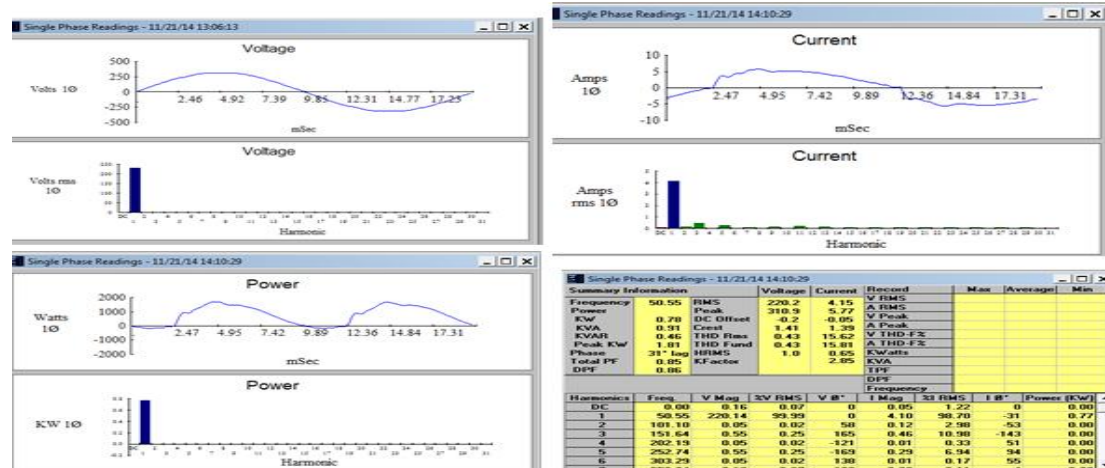 Single Phase Readings - 11/21/14 13:06:13
Voltage
500
250
0
-250
-500
Volts 1Ø
2.46 4.92 7.39 9.85 12.31 14.77 17.23
mSec
Voltage
Volts rms
1Ø
Harmonic
Single Phase Readings - 11/21/14 14:10:29
Current
10
5
0
-5
-10
Amps
1Ø
2.47 4.95 7.42 9.89 12.36 14.84 17.31
mSec
Current
Amps
rms 1Ø
Harmonic
Single Phase Readings - 11/21/14 14:10:29
Power
2000
1000
0
-1000
-2000
Watts
1Ø
2.47 4.95 7.42 9.89 12.36 14.84 17.31
mSec
Power
KW 1Ø
Harmonic
Single Phase Readings - 11/21/14 14:10:29
Summary Information Voltage Current Record Max Average Min
Frequency 50.55 RMS 220.2 4.15 V RMS
Power Peak 310.9 5.77 A RMS
KW 0.78 DC Offset -0.2 -0.05 V Peak
KVA 0.91 Crest 1.41 1.39 A Peak
KVAR 0.46 THD Rms 0.43 15.62 V THD-F%
Peak KW 1.81 THD Fund 0.43 15.81 A THD-F%
Phase 31° lag HRMS 1.0 0.65 KWatts
Total PF 0.85 KFactor 2.85 KVA
DPF 0.86 TPF
DPF
Frequency
Harmonics Freq. V Mag %V RMS V Ø° I Mag %I RMS I Ø° Power (KW)
DC 0.00 0.16 0.07 0 0.05 1.22 0 0.00
1 50.55 220.14 99.99 0 4.10 98.78 -31 0.77
2 101.10 0.05 0.02 58 0.12 2.98 -53 0.00
3 151.64 0.55 0.25 165 0.46 10.98 -143 0.00
4 202.19 0.05 0.02 -121 0.01 0.33 51 0.00
5 252.74 0.55 0.25 -169 0.29 6.94 94 0.00
6 303.29 0.05 0.02 138 0.01 0.17 55 0.00